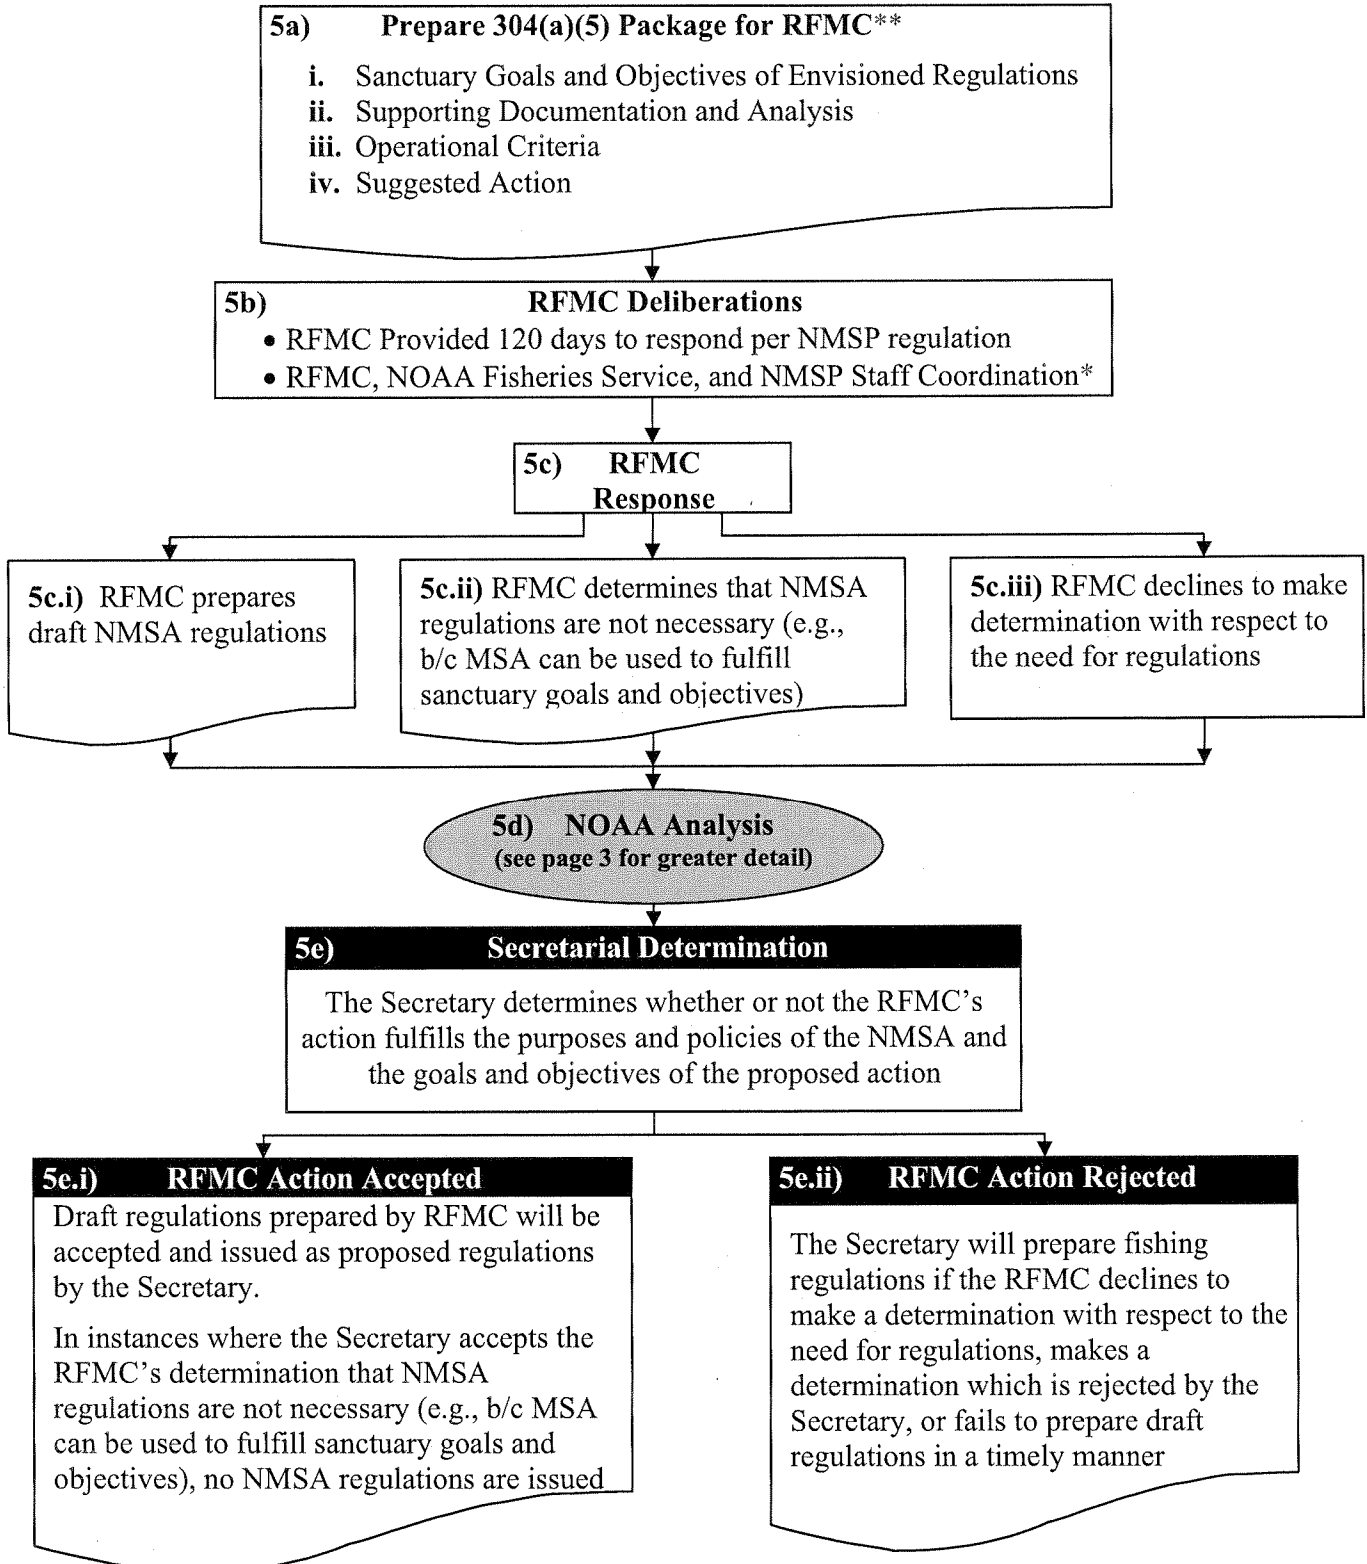 5a) Prepare 304(a)(5) Package for RFMC**
i. Sanctuary Goals and Objectives of Envisioned Regulations
ii. Supporting Documentation and Analysis
iii. Operational Criteria
iv. Suggested Action
5b) RFMC Deliberations
• RFMC Provided 120 days to respond per NMSP regulation
• RFMC, NOAA Fisheries Service, and NMSP Staff Coordination*
5c) RFMC
Response
5c.i) RFMC prepares
draft NMSA regulations
5c.ii) RFMC determines that NMSA
regulations are not necessary (e.g.,
b/c MSA can be used to fulfill
sanctuary goals and objectives)
5c.iii) RFMC declines to make
determination with respect to
the need for regulations
5d) NOAA Analysis
(see page 3 for greater detail)
5e) Secretarial Determination
The Secretary determines whether or not the RFMC's
action fulfills the purposes and policies of the NMSA and
the goals and objectives of the proposed action
5e.i) RFMC Action Accepted
Draft regulations prepared by RFMC will be
accepted and issued as proposed regulations
by the Secretary.
In instances where the Secretary accepts the
RFMC's determination that NMSA
regulations are not necessary (e.g., b/c MSA
can be used to fulfill sanctuary goals and
objectives), no NMSA regulations are issued
5e.ii) RFMC Action Rejected
The Secretary will prepare fishing
regulations if the RFMC declines to
make a determination with respect to the
need for regulations, makes a
determination which is rejected by the
Secretary, or fails to prepare draft
regulations in a timely manner